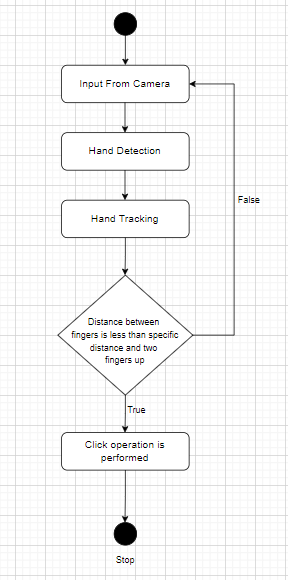 Input From Camera
Hand Detection
False
Hand Tracking
Distance between
fingers is less than specific
distance and two
fingers up
True
Click operation is
performed
Stop